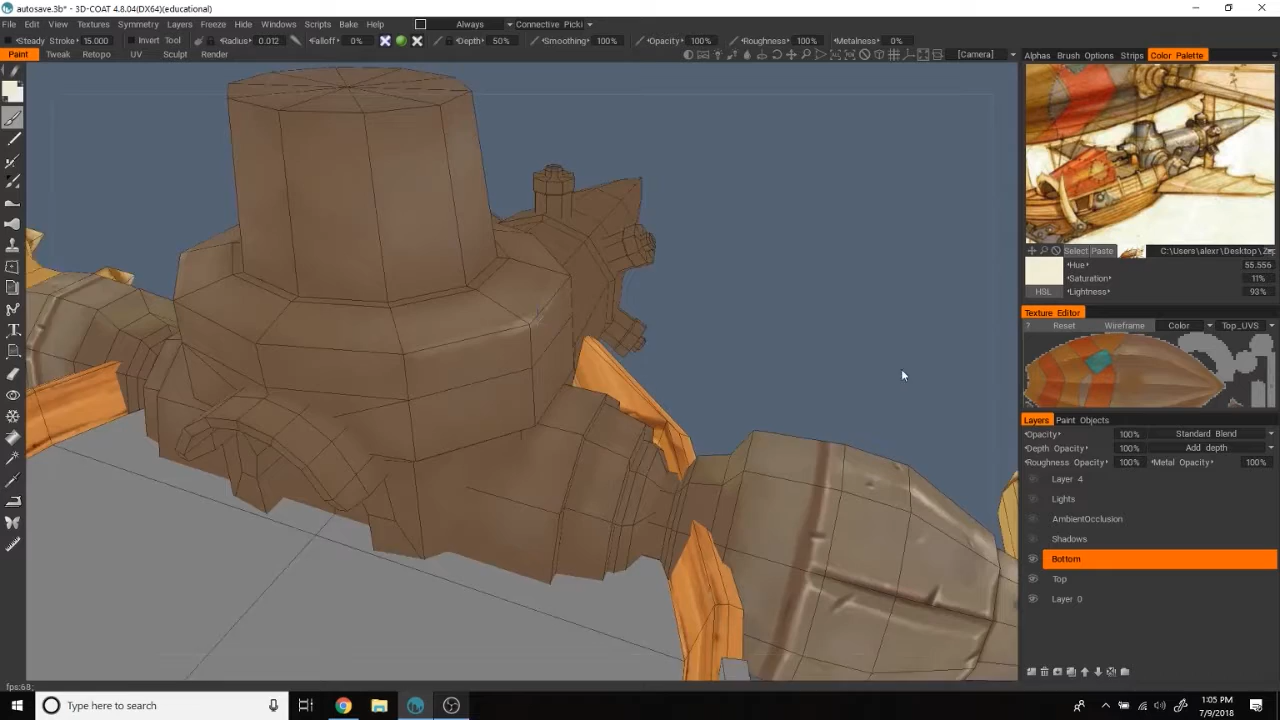 autosave.3b* - 3D-COAT 4.8.04(DX64)(educational)
File Edit View Textures Symmetry Layers Freeze Hide Windows Scripts Bake Help Always Connective Picki
Steady Stroke 15.000 Invert Tool Radius 0.012 Falloff 0% Depth 50% Smoothing 100% Opacity 100% Roughness 100% Metalness 0%
Paint Tweak Retopo UV Sculpt Render [Camera] Alphas Brush Options Strips Color Palette
Select Paste C:\Users\alexr\Desktop\
Hue 55.556
Saturation 11%
HSL Lightness 93%
Texture Editor
? Reset Wireframe Color Top_UVS
Layers Paint Objects
Opacity 100% Standard Blend
Depth Opacity 100% Add depth
Roughness Opacity 100% Metal Opacity 100%
Layer 4
Lights
AmbientOcclusion
Shadows
Bottom
Top
Layer 0
fps:68;
Type here to search
1:05 PM
7/9/2018